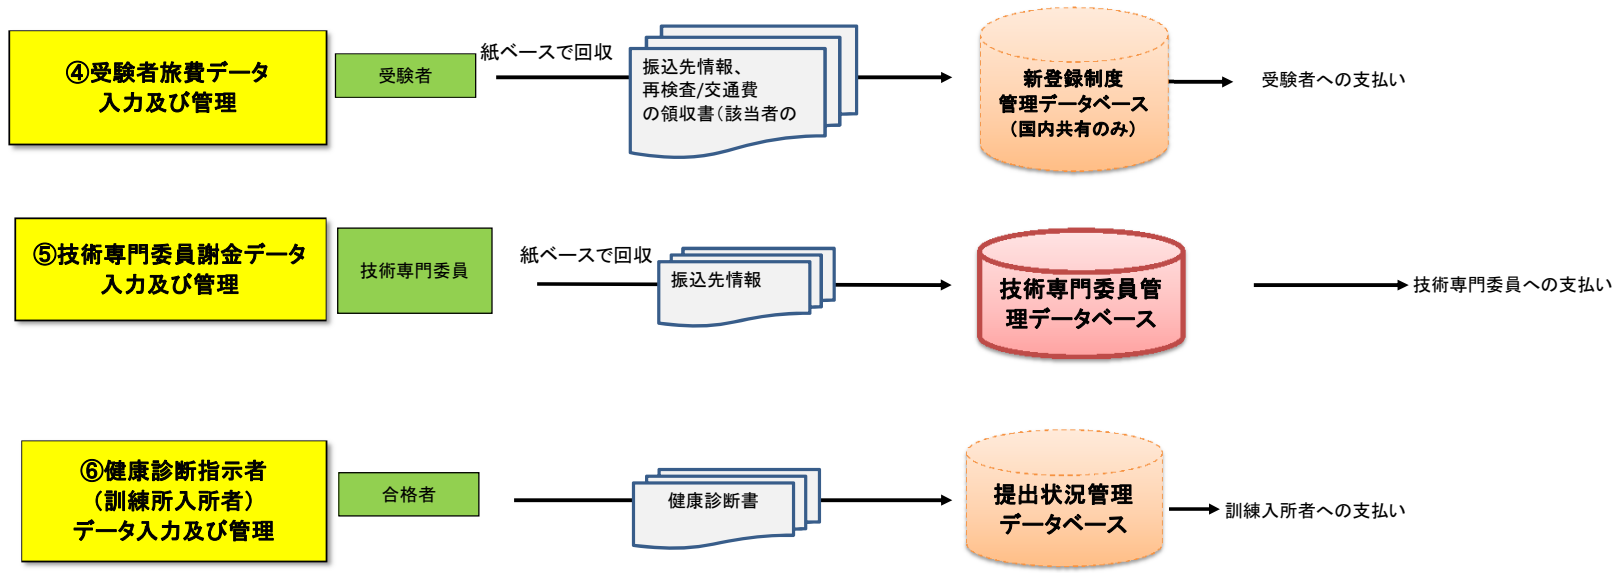 ④受験者旅費データ
入力及び管理
受験者
紙ベースで回収
振込先情報、
再検査/交通費
の領収書（該当者の
新登録制度
管理データベース
（国内共有のみ）
受験者への支払い
⑤技術専門委員謝金データ
入力及び管理
技術専門委員
紙ベースで回収
振込先情報
技術専門委員管
理データベース
技術専門委員への支払い
⑥健康診断指示者
（訓練所入所者）
データ入力及び管理
合格者
健康診断書
提出状況管理
データベース
訓練入所者への支払い